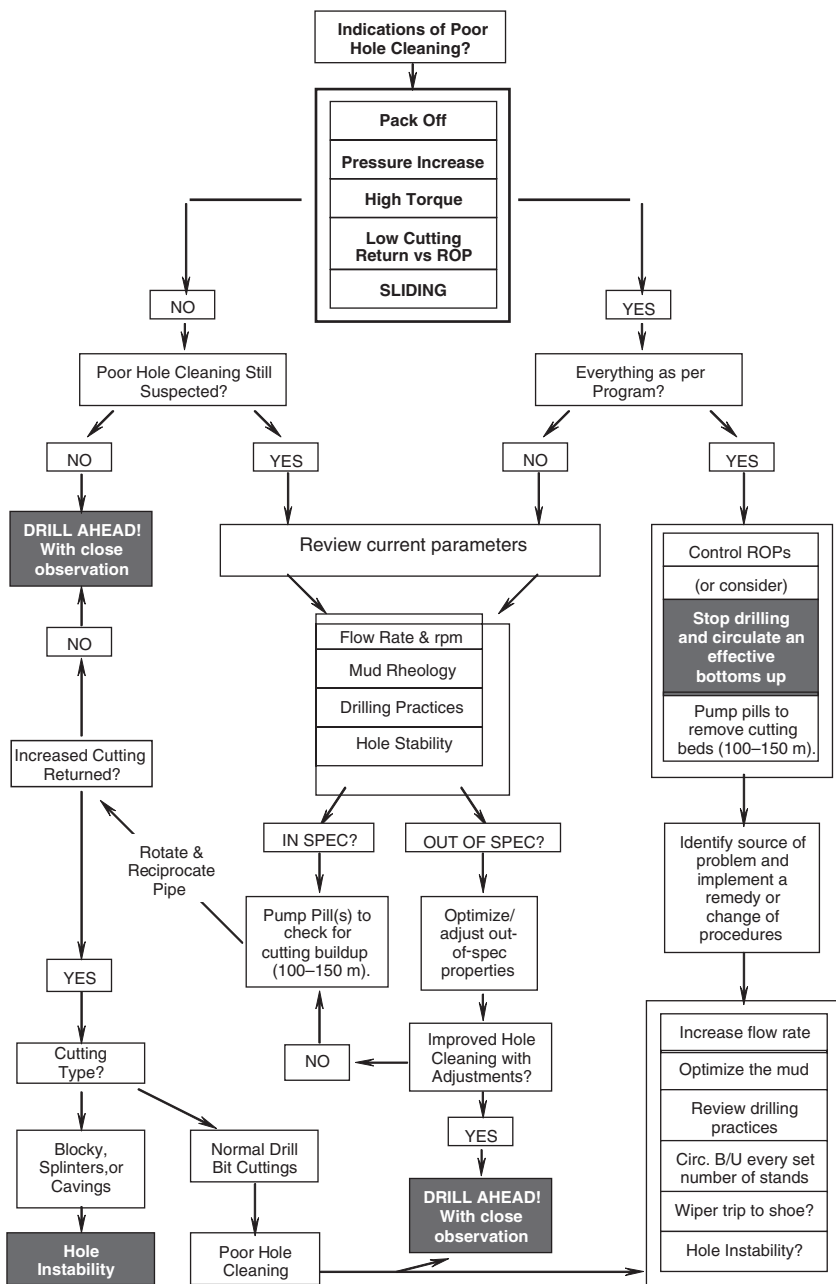 Indications of Poor
Hole Cleaning?
Pack Off
Pressure Increase
High Torque
Low Cutting
Return vs ROP
SLIDING
NO
YES
Poor Hole Cleaning Still
Suspected?
Everything as per
Program?
NO
YES
NO
YES
DRILL AHEAD!
With close
observation
Review current parameters
Control ROPs
(or consider)
Stop drilling
and circulate an
effective
bottoms up
Pump pills to
remove cutting
beds (100–150 m).
NO
Flow Rate & rpm
Mud Rheology
Drilling Practices
Hole Stability
Increased Cutting
Returned?
Rotate &
Reciprocate
Pipe
IN SPEC?
OUT OF SPEC?
Identify source of
problem and
implement a
remedy or
change of
procedures
Pump Pill(s) to
check for
cutting buildup
(100–150 m).
Optimize/
adjust out-
of-spec
properties
YES
Cutting
Type?
NO
Improved Hole
Cleaning with
Adjustments?
Increase flow rate
Optimize the mud
Review drilling
practices
Circ. B/U every set
number of stands
Wiper trip to shoe?
Hole Instability?
YES
Blocky,
Splinters,or
Cavings
Normal Drill
Bit Cuttings
DRILL AHEAD!
With close
observation
Hole
Instability
Poor Hole
Cleaning